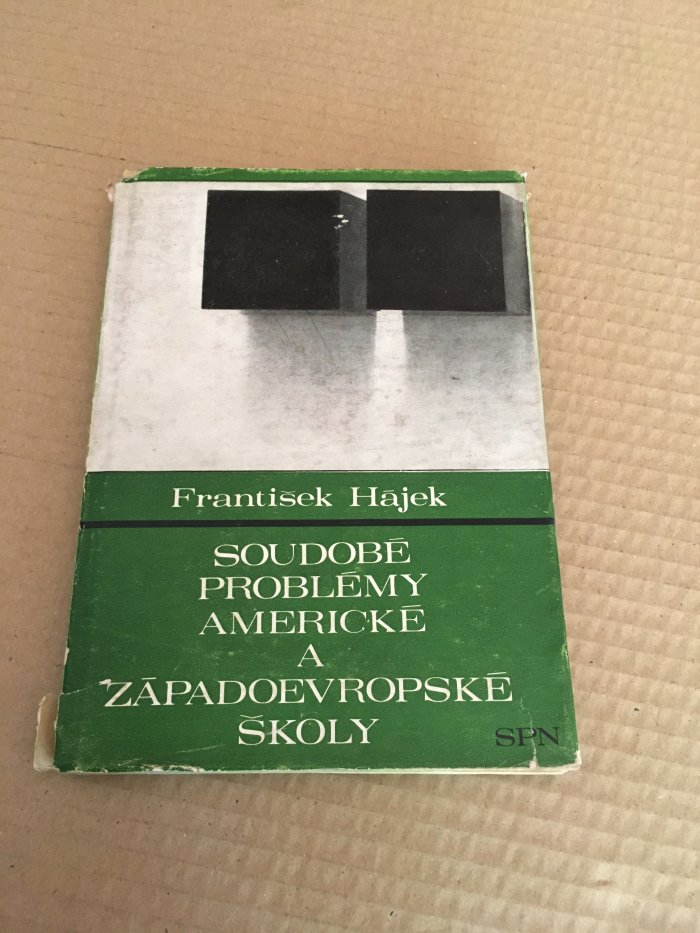 František Hájek
SOUDOBÉ
PROBLÉMY
AMERICKÉ
A
ZÁPADOEVROPSKÉ
ŠKOLY
SPN